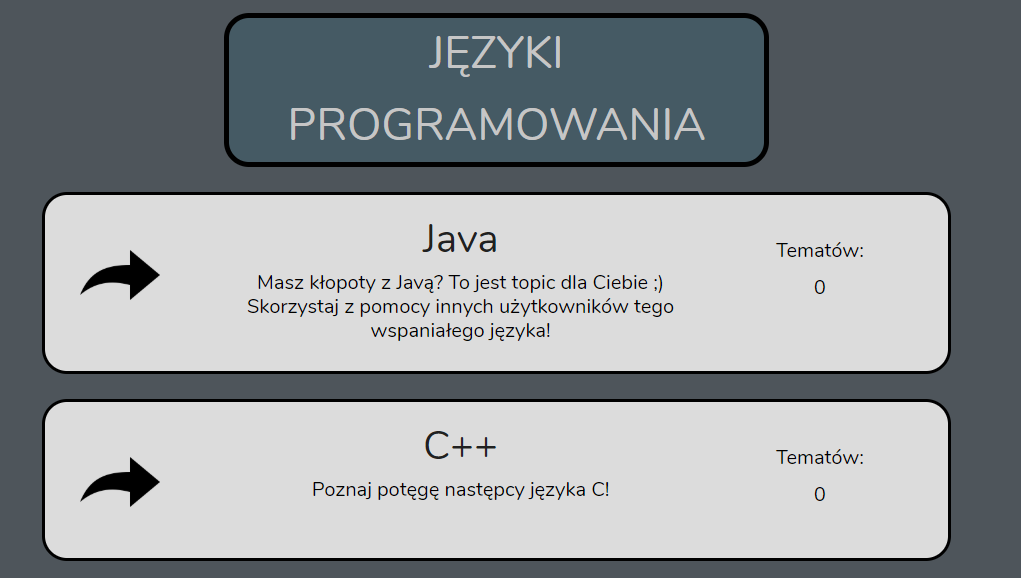 JĘZYKI
PROGRAMOWANIA
Java
Masz kłopoty z Javą? To jest topic dla Ciebie ;)
Skorzystaj z pomocy innych użytkowników tego
wspaniałego języka!
Tematów:
0
C++
Poznaj potęgę następcy języka C!
Tematów:
0